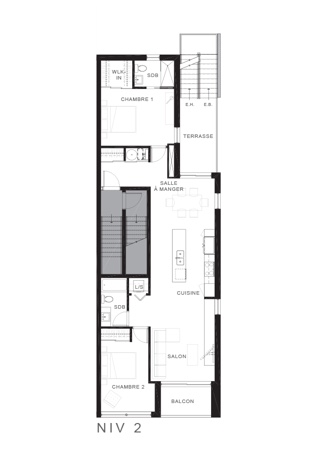 WLK-
IN
SDB
CHAMBRE 1
E.H.
E.B.
TERRASSE
SALLE
À MANGER
L/S
CUISINE
SDB
SALON
CHAMBRE 2
BALCON
NIV 2